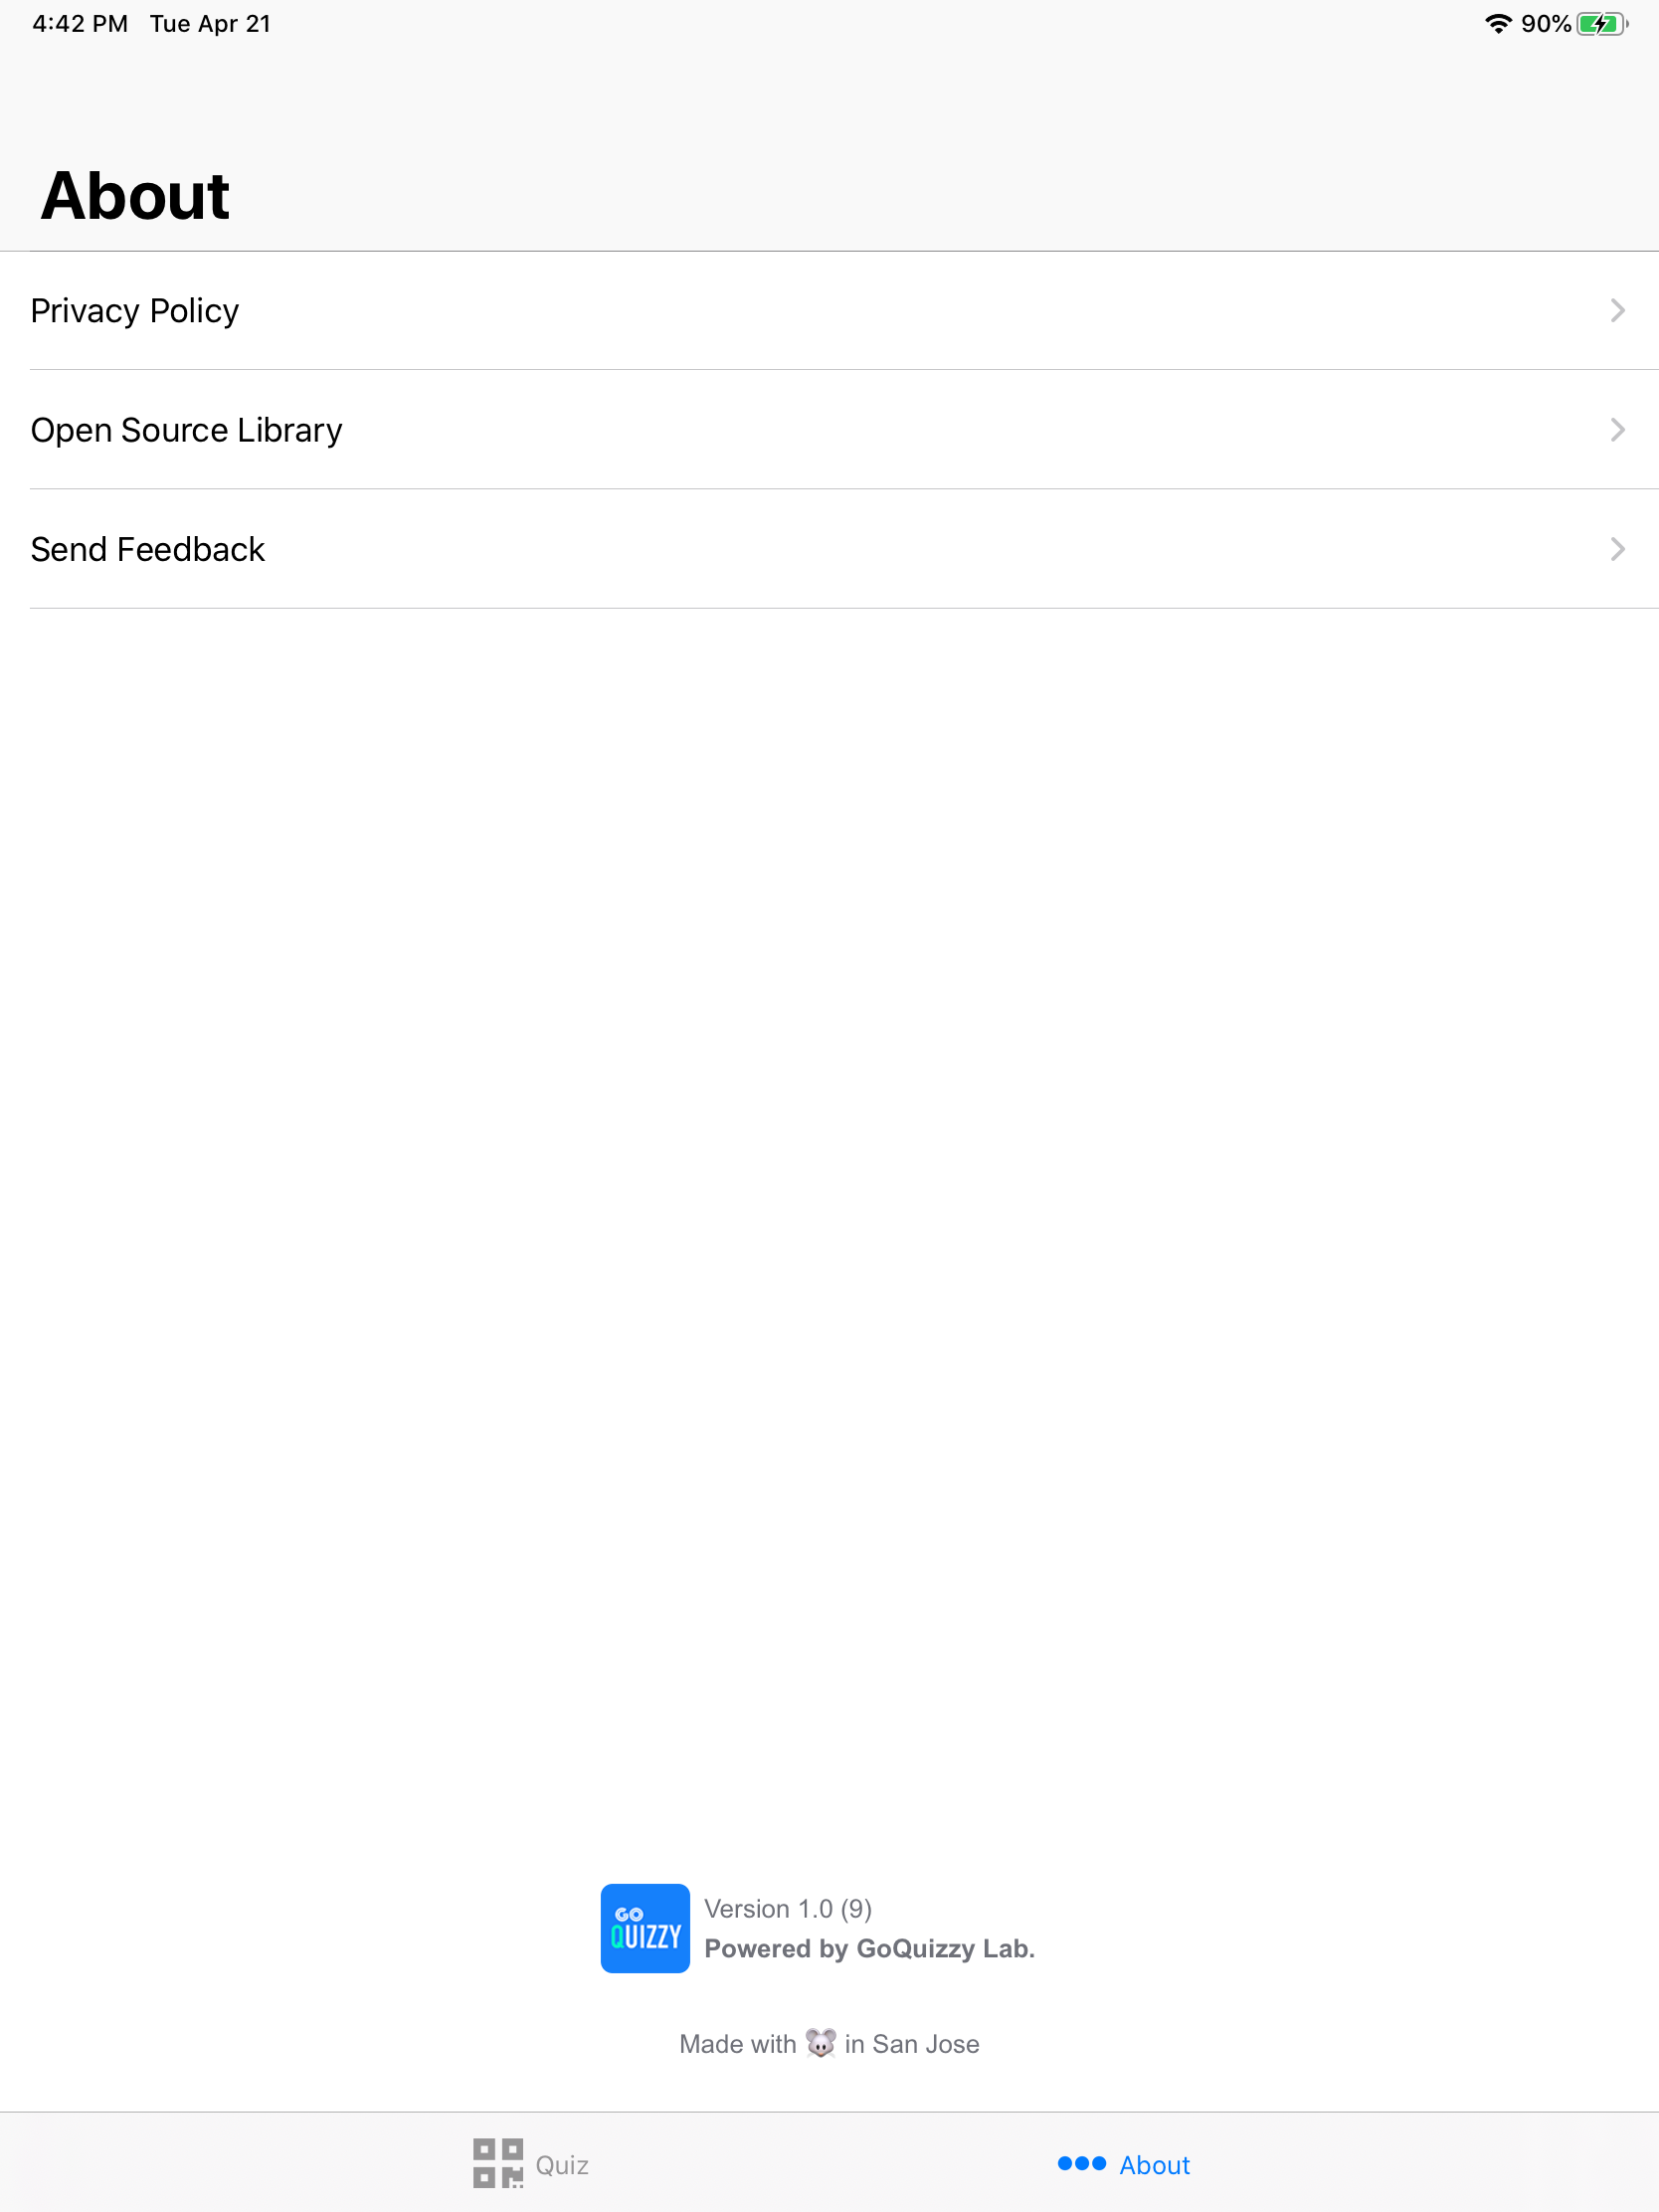 4:42 PM Tue Apr 21 90%
About
Privacy Policy
Open Source Library
Send Feedback
GO
QUIZZY
Version 1.0 (9)
Powered by GoQuizzy Lab.
Made with 🐭 in San Jose
Quiz About